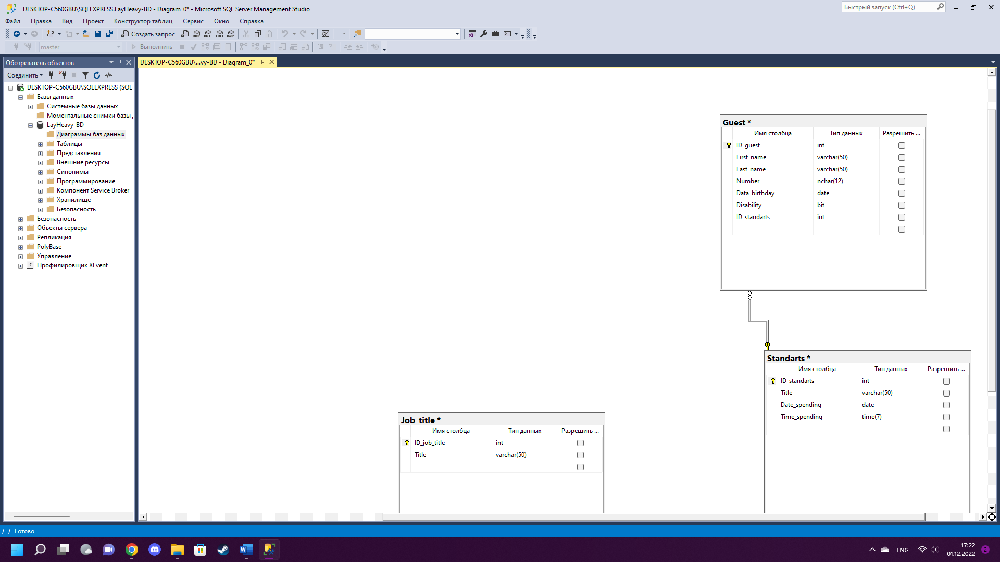 DESKTOP-C560GBU\SQLEXPRESS.LayHeavy-BD - Diagram_0* - Microsoft SQL Server Management Studio
Быстрый запуск (Ctrl+Q)
Файл Правка Вид Проект Конструктор таблиц Сервис Окно Справка
Создать запрос MDX DMX XMLA DAX
master Выполнить
Обозреватель объектов
DESKTOP-C560GBU\...vy-BD - Diagram_0*
Соединить
DESKTOP-C560GBU\SQLEXPRESS (SQL
Базы данных
Системные базы данных
Моментальные снимки базы
LayHeavy-BD
Диаграммы баз данных
Таблицы
Представления
Внешние ресурсы
Синонимы
Программирование
Компонент Service Broker
Хранилище
Безопасность
Безопасность
Объекты сервера
Репликация
PolyBase
Управление
Профилировщик XEvent
Guest *
Имя столбца Тип данных Разрешить ...
ID_guest int
First_name varchar(50)
Last_name varchar(50)
Number nchar(12)
Data_birthday date
Disability bit
ID_standarts int
Standarts *
Имя столбца Тип данных Разрешить ...
ID_standarts int
Title varchar(50)
Date_spending date
Time_spending time(7)
Job_title *
Имя столбца Тип данных Разрешить ...
ID_job_title int
Title varchar(50)
Готово
ENG
17:22
01.12.2022
2